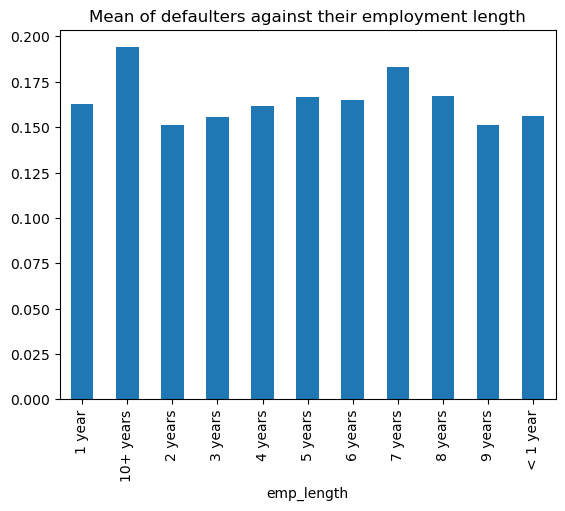 Mean of defaulters against their employment length
0.200
0.175
0.150
0.125
0.100
0.075
0.050
0.025
0.000
1 year
10+ years
2 years
3 years
4 years
5 years
6 years
7 years
8 years
9 years
< 1 year
emp_length